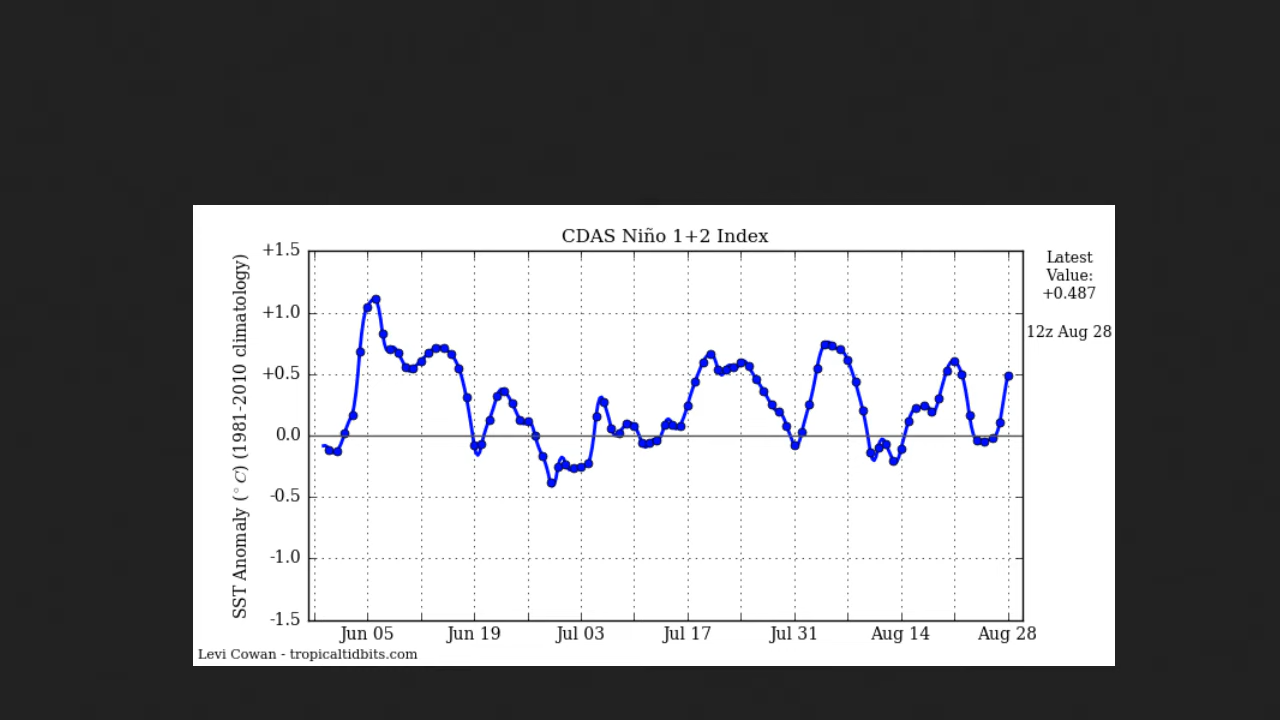 CDAS Niño 1+2 Index
SST Anomaly (°C) (1981-2010 climatology)
+1.5
+1.0
+0.5
0.0
-0.5
-1.0
-1.5
Jun 05 Jun 19 Jul 03 Jul 17 Jul 31 Aug 14 Aug 28
Latest
Value:
+0.487
12z Aug 28
Levi Cowan - tropicaltidbits.com